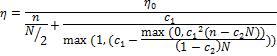 η = η₀ / ( n / (N/2) + c₁ / max (1, (c₁ − max (0, c₁²(n − c₂N)) / ((1−c₂)N) )) )